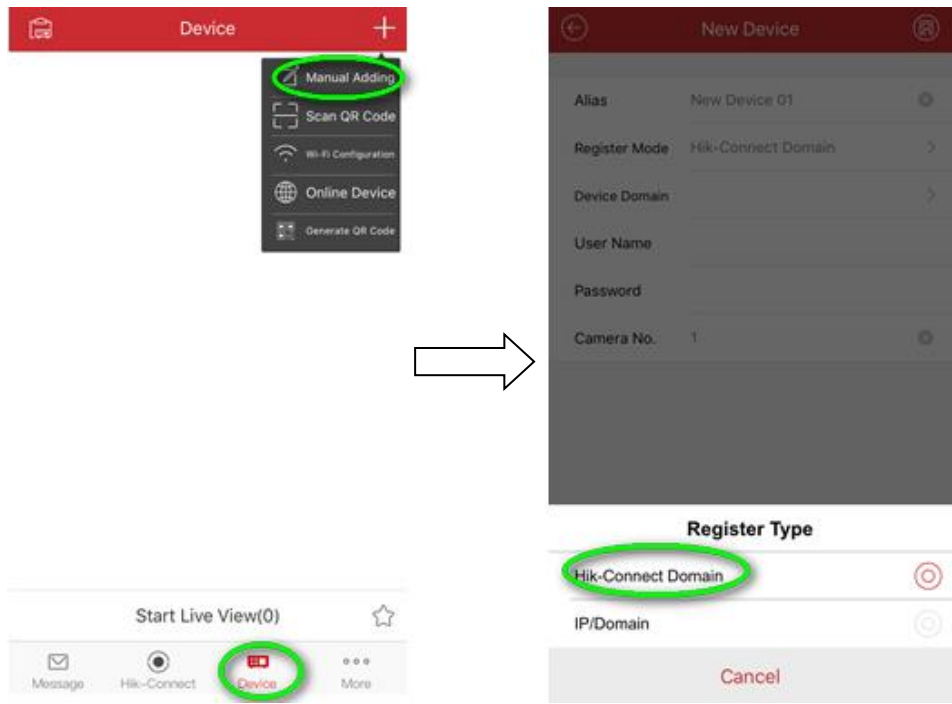 Device
Manual Adding
Scan QR Code
Wi-Fi Configuration
Online Device
Generate QR Code
Start Live View(0)
Message
Hik-Connect
Device
More
New Device
Alias New Device 01
Register Mode Hik-Connect Domain
Device Domain
User Name
Password
Camera No. 1
Register Type
Hik-Connect Domain
IP/Domain
Cancel